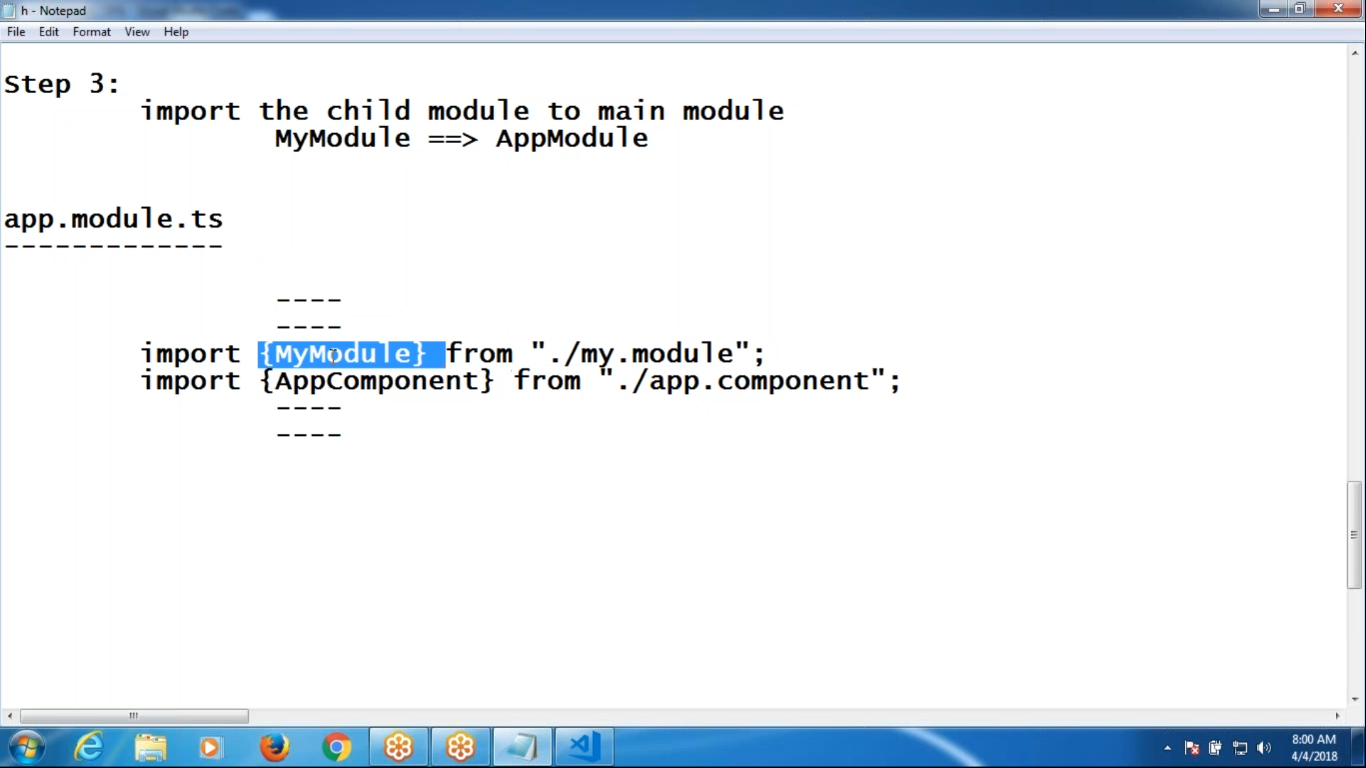 h - Notepad
File Edit Format View Help
Step 3:
import the child module to main module
MyModule ==> AppModule
app.module.ts
-------------
----
----
import {MyModule} from "./my.module";
import {AppComponent} from "./app.component";
----
----
8:00 AM
4/4/2018